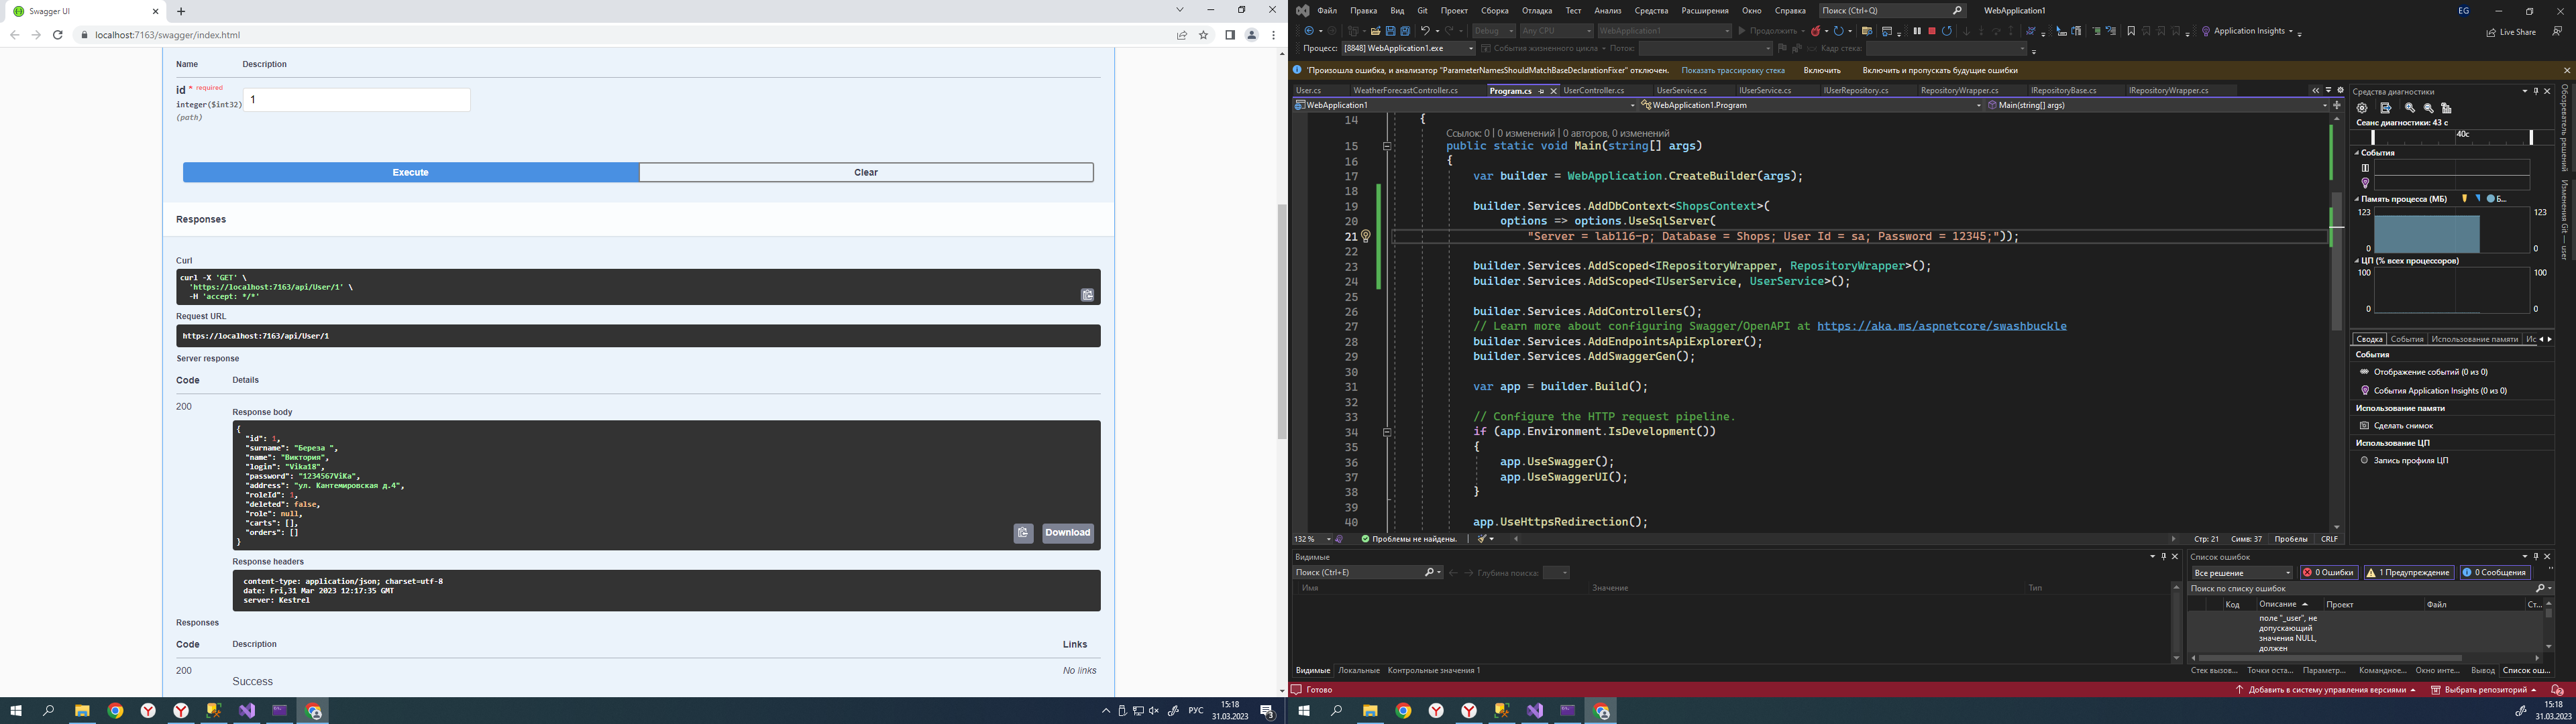 Swagger UI
localhost:7163/swagger/index.html
Name Description
id * required
integer($int32)
(path)
1
Execute Clear
Responses
Curl
curl -X 'GET' \
'https://localhost:7163/api/User/1' \
-H 'accept: */*'
Request URL
https://localhost:7163/api/User/1
Server response
Code Details
200
Response body
{
"id": 1,
"surname": "Береза ",
"name": "Виктория",
"login": "Vika18",
"password": "1234567ViKa",
"address": "ул. Кантемировская д.4",
"roleId": 1,
"deleted": false,
"role": null,
"carts": [],
"orders": []
}
Download
Response headers
content-type: application/json; charset=utf-8
date: Fri,31 Mar 2023 12:17:35 GMT
server: Kestrel
Responses
Code Description Links
200
Success
No links
РУС
15:18
31.03.2023
3
Файл Правка Вид Git Проект Сборка Отладка Тест Анализ Средства Расширения Окно Справка Поиск (Ctrl+Q) WebApplication1 EG
Debug Any CPU WebApplication1 Продолжить Application Insights Live Share
Процесс: [8848] WebApplication1.exe События жизненного цикла Поток: Кадр стека:
'Произошла ошибка, и анализатор "ParameterNamesShouldMatchBaseDeclarationFixer" отключен. Показать трассировку стека Включить Включить и пропускать будущие ошибки
User.cs WeatherForecastController.cs Program.cs UserController.cs UserService.cs IUserService.cs IUserRepository.cs RepositoryWrapper.cs IRepositoryBase.cs IRepositoryWrapper.cs
WebApplication1 WebApplication1.Program Main(string[] args)
14 {
Ссылок: 0 | 0 изменений | 0 авторов, 0 изменений
15 public static void Main(string[] args)
16 {
17 var builder = WebApplication.CreateBuilder(args);
18
19 builder.Services.AddDbContext<ShopsContext>(
20 options => options.UseSqlServer(
21 "Server = lab116-p; Database = Shops; User Id = sa; Password = 12345;"));
22
23 builder.Services.AddScoped<IRepositoryWrapper, RepositoryWrapper>();
24 builder.Services.AddScoped<IUserService, UserService>();
25
26 builder.Services.AddControllers();
27 // Learn more about configuring Swagger/OpenAPI at https://aka.ms/aspnetcore/swashbuckle
28 builder.Services.AddEndpointsApiExplorer();
29 builder.Services.AddSwaggerGen();
30
31 var app = builder.Build();
32
33 // Configure the HTTP request pipeline.
34 if (app.Environment.IsDevelopment())
35 {
36 app.UseSwagger();
37 app.UseSwaggerUI();
38 }
39
40 app.UseHttpsRedirection();
132 % Проблемы не найдены. Стр: 21 Симв: 37 Пробелы CRLF
Средства диагностики
Сеанс диагностики: 43 с
40с
События
Память процесса (МБ) Б...
123 123
0 0
ЦП (% всех процессоров)
100 100
0 0
Сводка События Использование памяти Ис
События
Отображение событий (0 из 0)
События Application Insights (0 из 0)
Использование памяти
Сделать снимок
Использование ЦП
Запись профиля ЦП
Обозреватель решений
Изменения Git — user
Видимые
Поиск (Ctrl+E) Глубина поиска:
Имя Значение Тип
Видимые Локальные Контрольные значения 1
Список ошибок
Все решение 0 Ошибки 1 Предупреждение 0 Сообщения
Поиск по списку ошибок
Код Описание Проект Файл Ст...
поле "_user", не
допускающий
значения NULL,
должен
Стек вызов... Точки оста... Параметр... Командное... Окно инте... Вывод Список ош...
Готово Добавить в систему управления версиями Выбрать репозиторий 2
15:18
31.03.2023